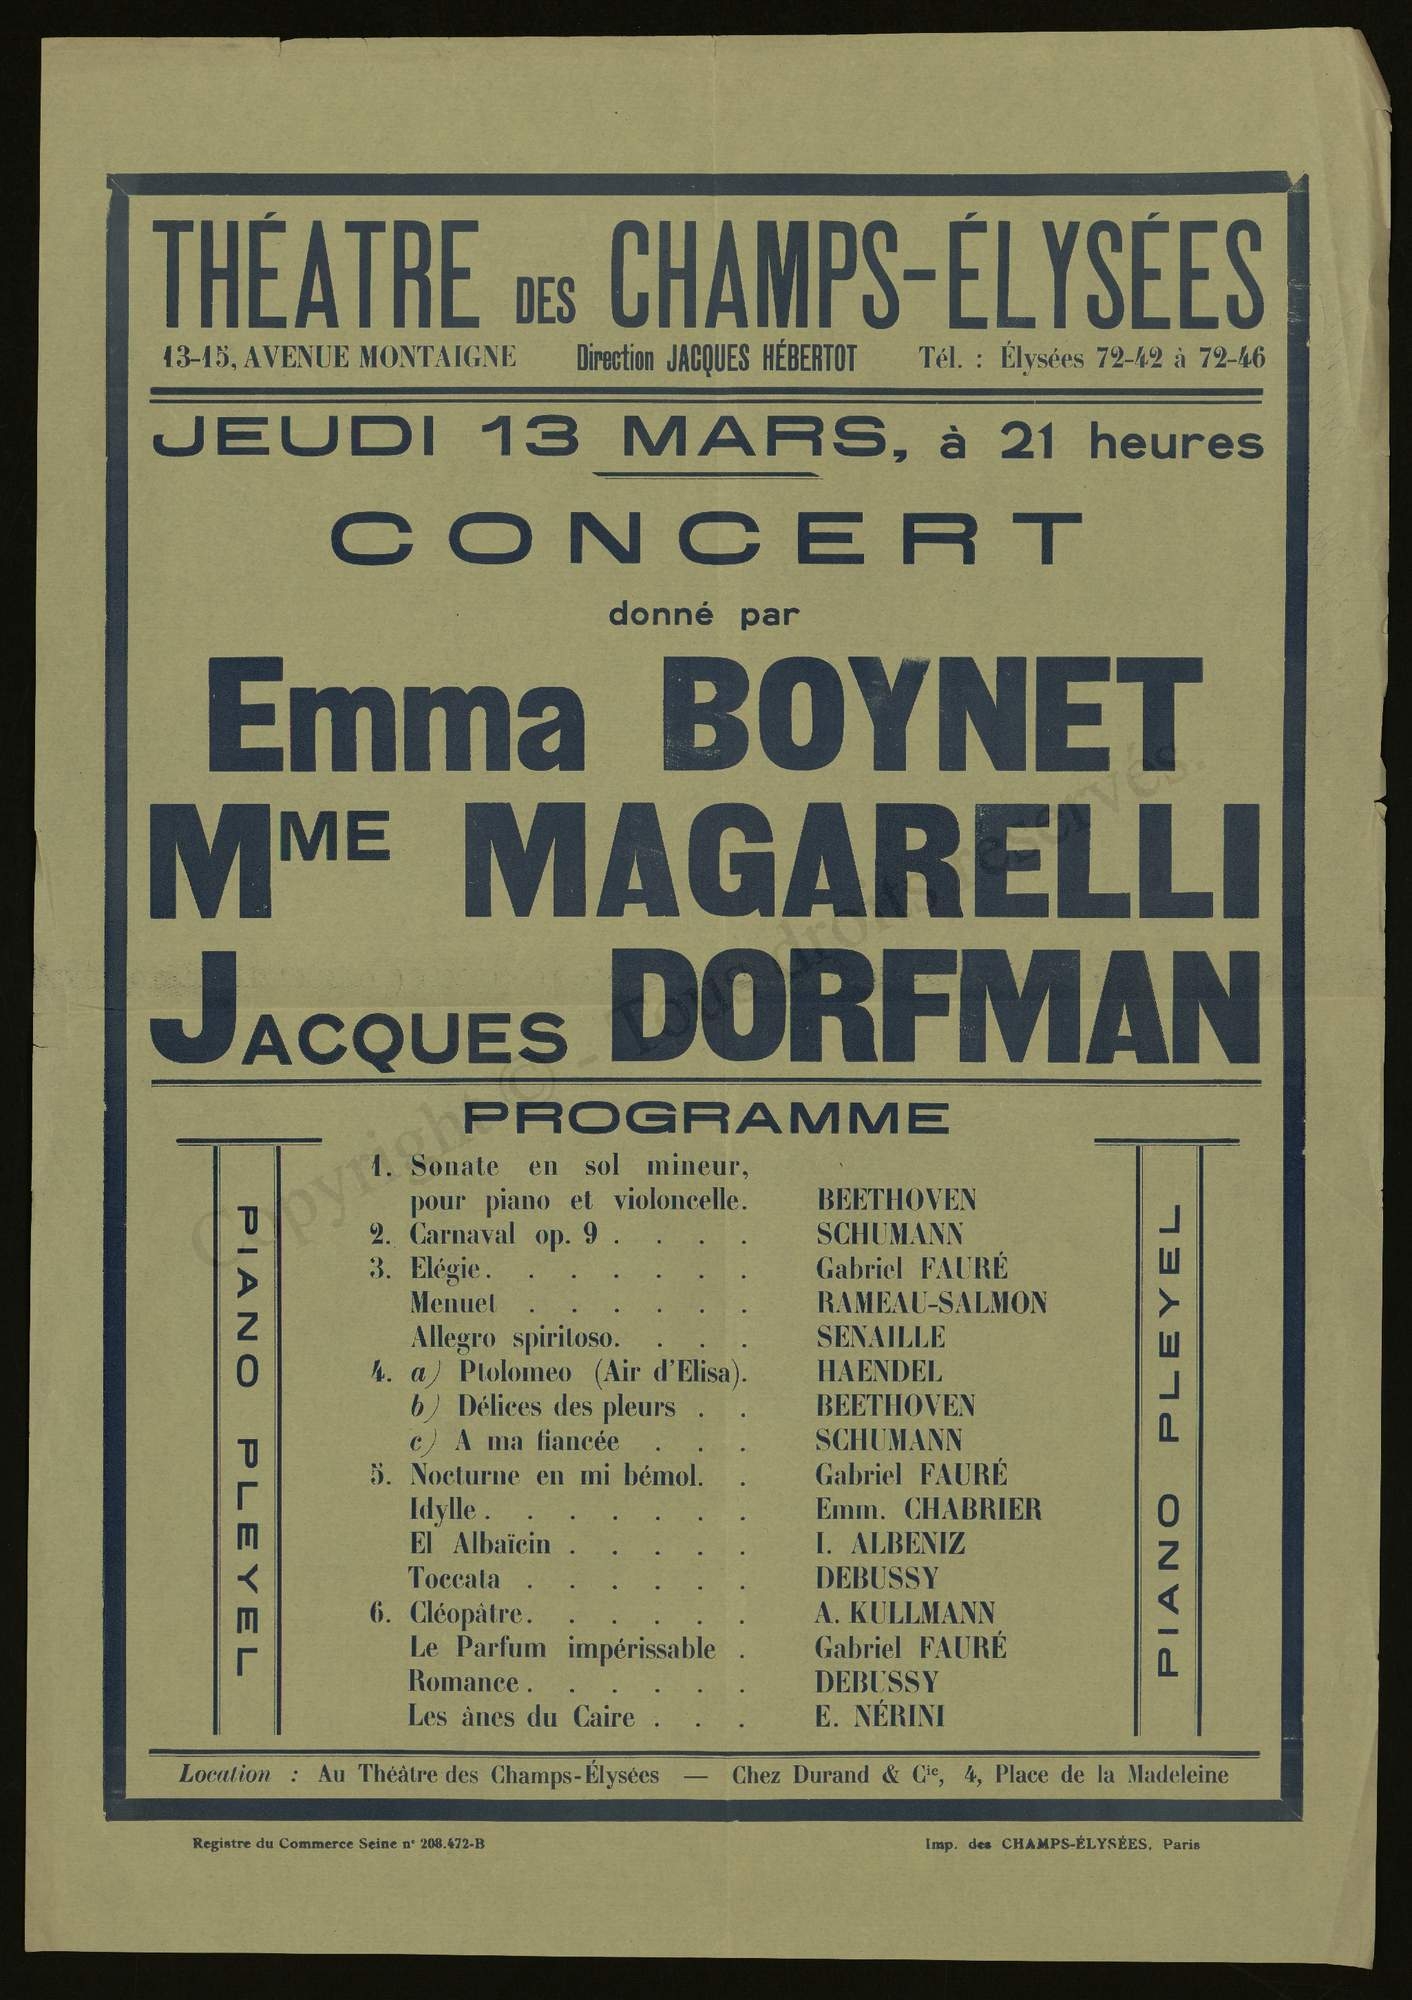 THÉATRE DES CHAMPS-ÉLYSÉES
13-15, AVENUE MONTAIGNE Direction JACQUES HÉBERTOT Tél. : Élysées 72-42 à 72-46
JEUDI 13 MARS, à 21 heures
CONCERT
donné par
Emma BOYNET
MME MAGARELLI
JACQUES DORFMAN
PROGRAMME
PIANO PLEYEL
1. Sonate en sol mineur,
pour piano et violoncelle. BEETHOVEN
2. Carnaval op. 9 . . . . SCHUMANN
3. Elégie. . . . . . . Gabriel FAURÉ
Menuet . . . . . . RAMEAU-SALMON
Allegro spiritoso. . . . SENAILLE
4. a) Ptolomeo (Air d'Elisa). HAENDEL
b) Délices des pleurs . . BEETHOVEN
c) A ma fiancée . . . SCHUMANN
5. Nocturne en mi bémol. . Gabriel FAURÉ
Idylle. . . . . . . Emm. CHABRIER
El Albaïcin . . . . . I. ALBENIZ
Toccata . . . . . . DEBUSSY
6. Cléopâtre. . . . . . A. KULLMANN
Le Parfum impérissable . Gabriel FAURÉ
Romance. . . . . . DEBUSSY
Les ânes du Caire . . . E. NÉRINI
PIANO PLEYEL
Location : Au Théâtre des Champs-Élysées — Chez Durand & Cie, 4, Place de la Madeleine
Registre du Commerce Seine n° 208.472-B Imp. des CHAMPS-ÉLYSÉES, Paris
Copyright © - Tous droits réservés.